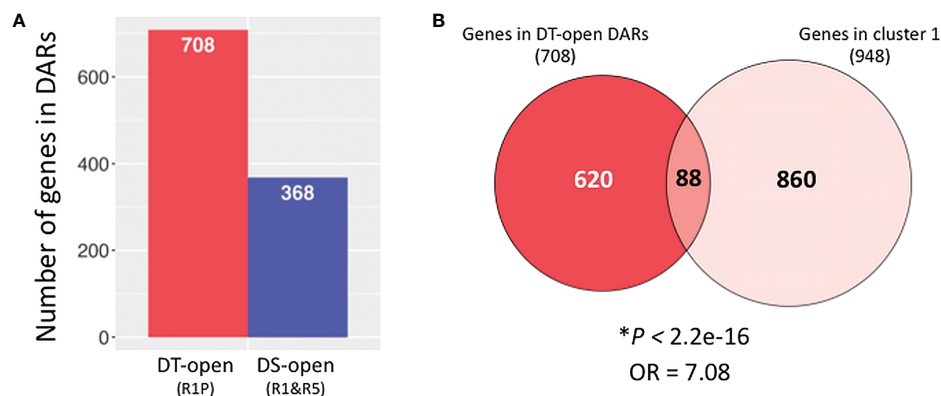 A
Number of genes in DARs
600
400
200
0
708
368
DT-open
(R1P)
DS-open
(R1&R5)
B
Genes in DT-open DARs
(708)
Genes in cluster 1
(948)
620
88
860
*P < 2.2e-16
OR = 7.08